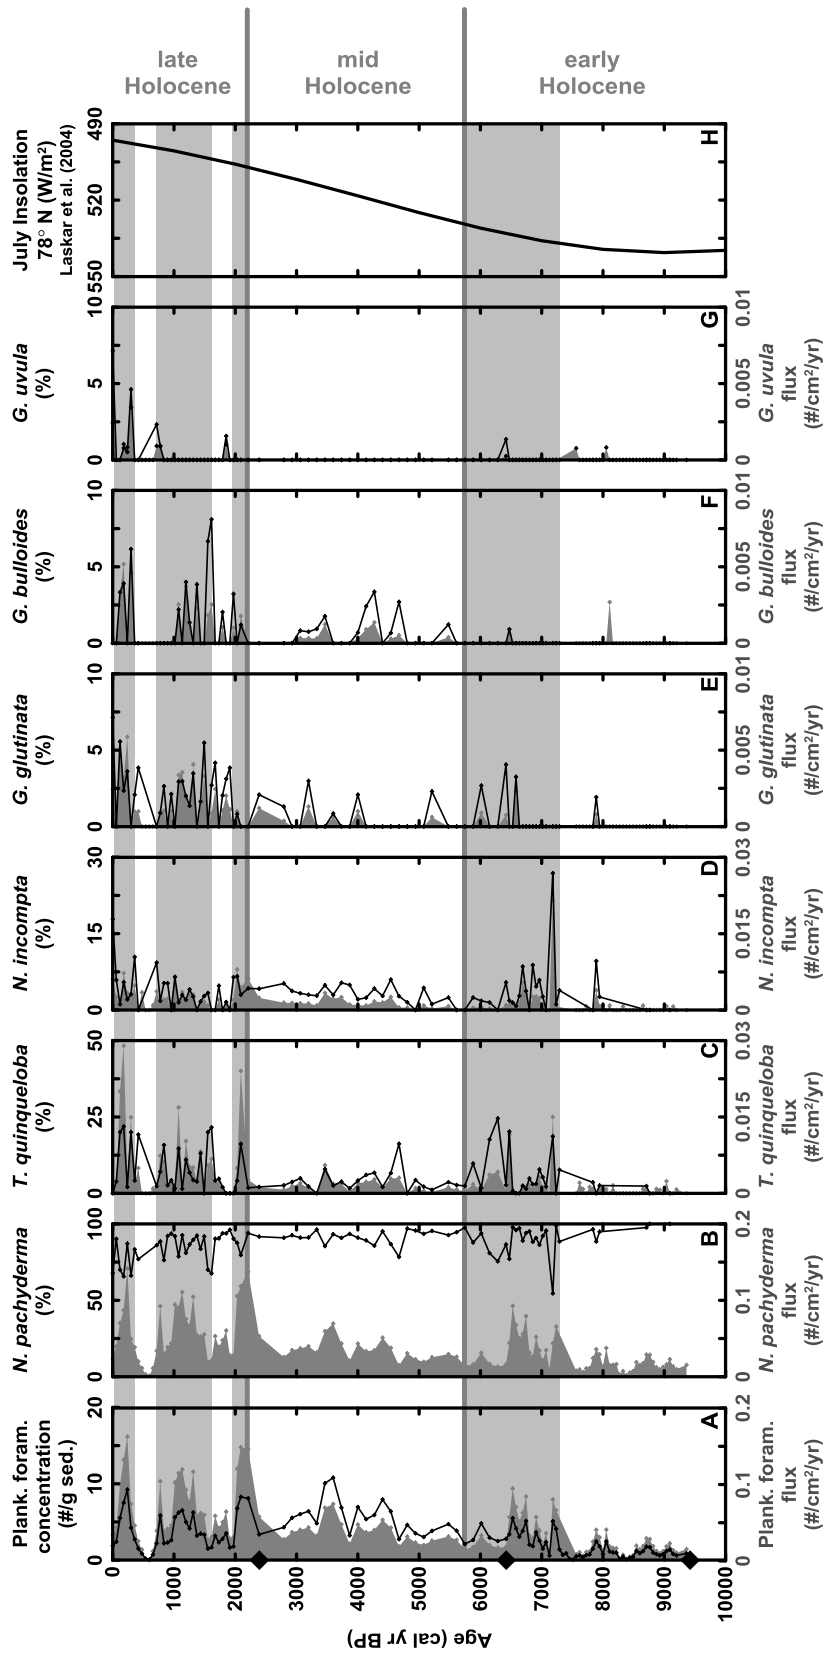 late
Holocene
mid
Holocene
early
Holocene
July Insolation
78° N (W/m²)
Laskar et al. (2004)
490
520
550
H
G. uvula
(%)
10
5
0
G
0.01
0.005
0
G. uvula
flux
(#/cm²/yr)
G. bulloides
(%)
10
5
0
F
0.01
0.005
0
G. bulloides
flux
(#/cm²/yr)
G. glutinata
(%)
10
5
0
E
0.01
0.005
0
G. glutinata
flux
(#/cm²/yr)
N. incompta
(%)
30
15
0
D
0.03
0.015
0
N. incompta
flux
(#/cm²/yr)
T. quinqueloba
(%)
50
25
0
C
0.03
0.015
0
T. quinqueloba
flux
(#/cm²/yr)
N. pachyderma
(%)
100
50
0
B
0.2
0.1
0
N. pachyderma
flux
(#/cm²/yr)
Plank. foram.
concentration
(#/g sed.)
20
10
0
A
0.2
0.1
0
Plank. foram.
flux
(#/cm²/yr)
0
1000
2000
3000
4000
5000
6000
7000
8000
9000
10000
Age (cal yr BP)